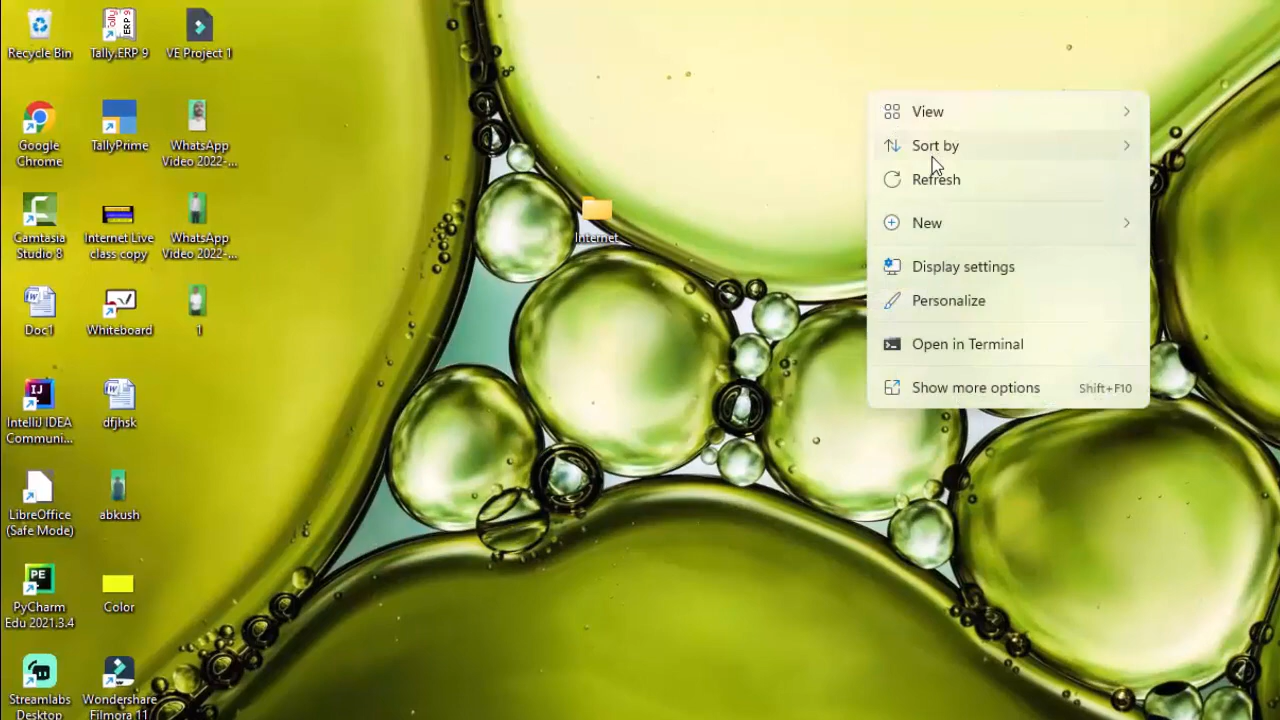 Recycle Bin
Tally.ERP 9
VE Project 1
Google
Chrome
TallyPrime
WhatsApp
Video 2022-...
Camtasia
Studio 8
Internet Live
class copy
WhatsApp
Video 2022-...
Doc1
Whiteboard
1
IntelliJ IDEA
Communi...
dfjhsk
LibreOffice
(Safe Mode)
abkush
PyCharm
Edu 2021.3.4
Color
Streamlabs
Desktop
Wondershare
Filmora 11
Internet
View
Sort by
Refresh
New
Display settings
Personalize
Open in Terminal
Show more options Shift+F10